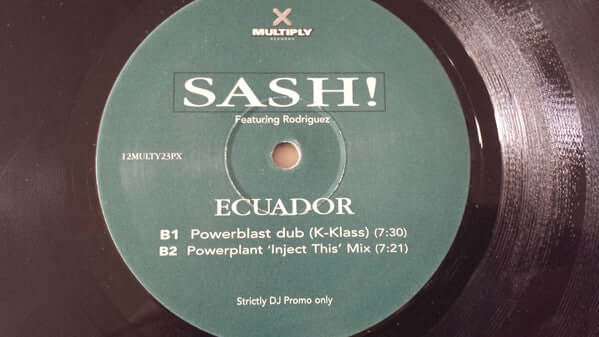 MULTIPLY
RECORDS
SASH!
Featuring Rodriguez
12MULTY23PX
ECUADOR
B1 Powerblast dub (K-Klass) (7:30)
B2 Powerplant 'Inject This' Mix (7:21)
Strictly DJ Promo only